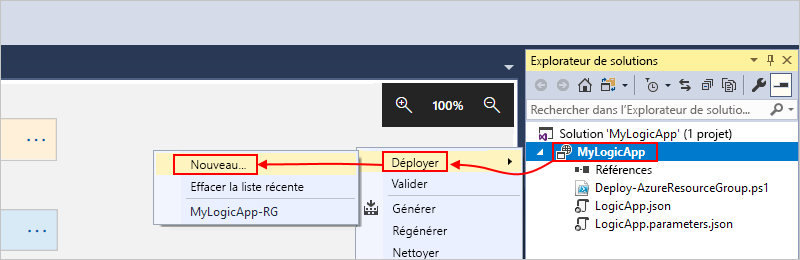 Explorateur de solutions
Rechercher dans l'Explorateur de solutio...
Solution 'MyLogicApp' (1 projet)
MyLogicApp
Références
Deploy-AzureResourceGroup.ps1
LogicApp.json
LogicApp.parameters.json
100%
Déployer
Valider
Générer
Régénérer
Nettoyer
Nouveau...
Effacer la liste récente
MyLogicApp-RG